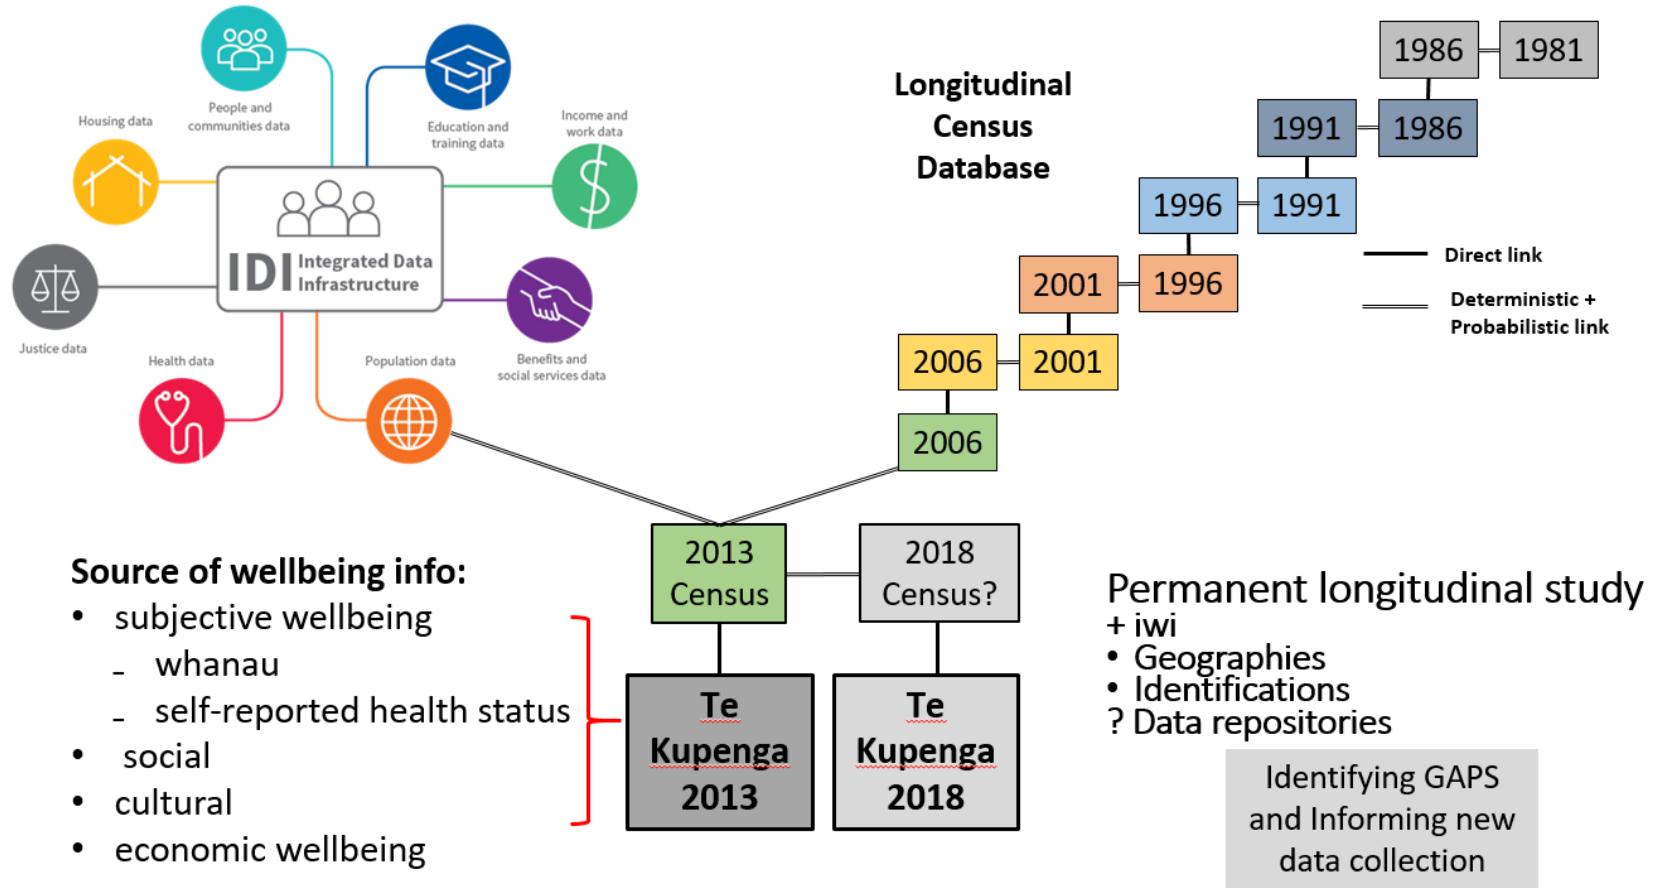 People and
communities data
Education and
training data
Housing data
Income and
work data
IDI Integrated Data
Infrastructure
Justice data
Health data
Population data
Benefits and
social services data
Longitudinal
Census
Database
1986
1981
1991
1986
1996
1991
2001
1996
2006
2001
2006
Direct link
Deterministic +
Probabilistic link
2013
Census
2018
Census?
Te
Kupenga
2013
Te
Kupenga
2018
Source of wellbeing info:
• subjective wellbeing
- whanau
- self-reported health status
• social
• cultural
• economic wellbeing
Permanent longitudinal study
+ iwi
• Geographies
• Identifications
? Data repositories
Identifying GAPS
and Informing new
data collection